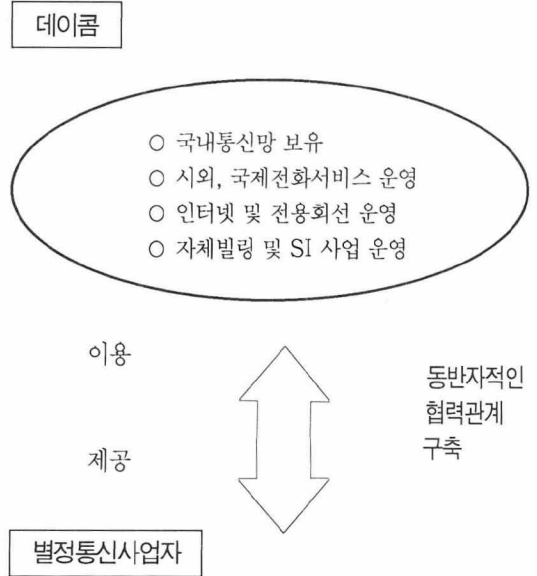 데이콤
○ 국내통신망 보유
○ 시외, 국제전화서비스 운영
○ 인터넷 및 전용회선 운영
○ 자체빌링 및 SI 사업 운영
이용
제공
동반자적인
협력관계
구축
별정통신사업자